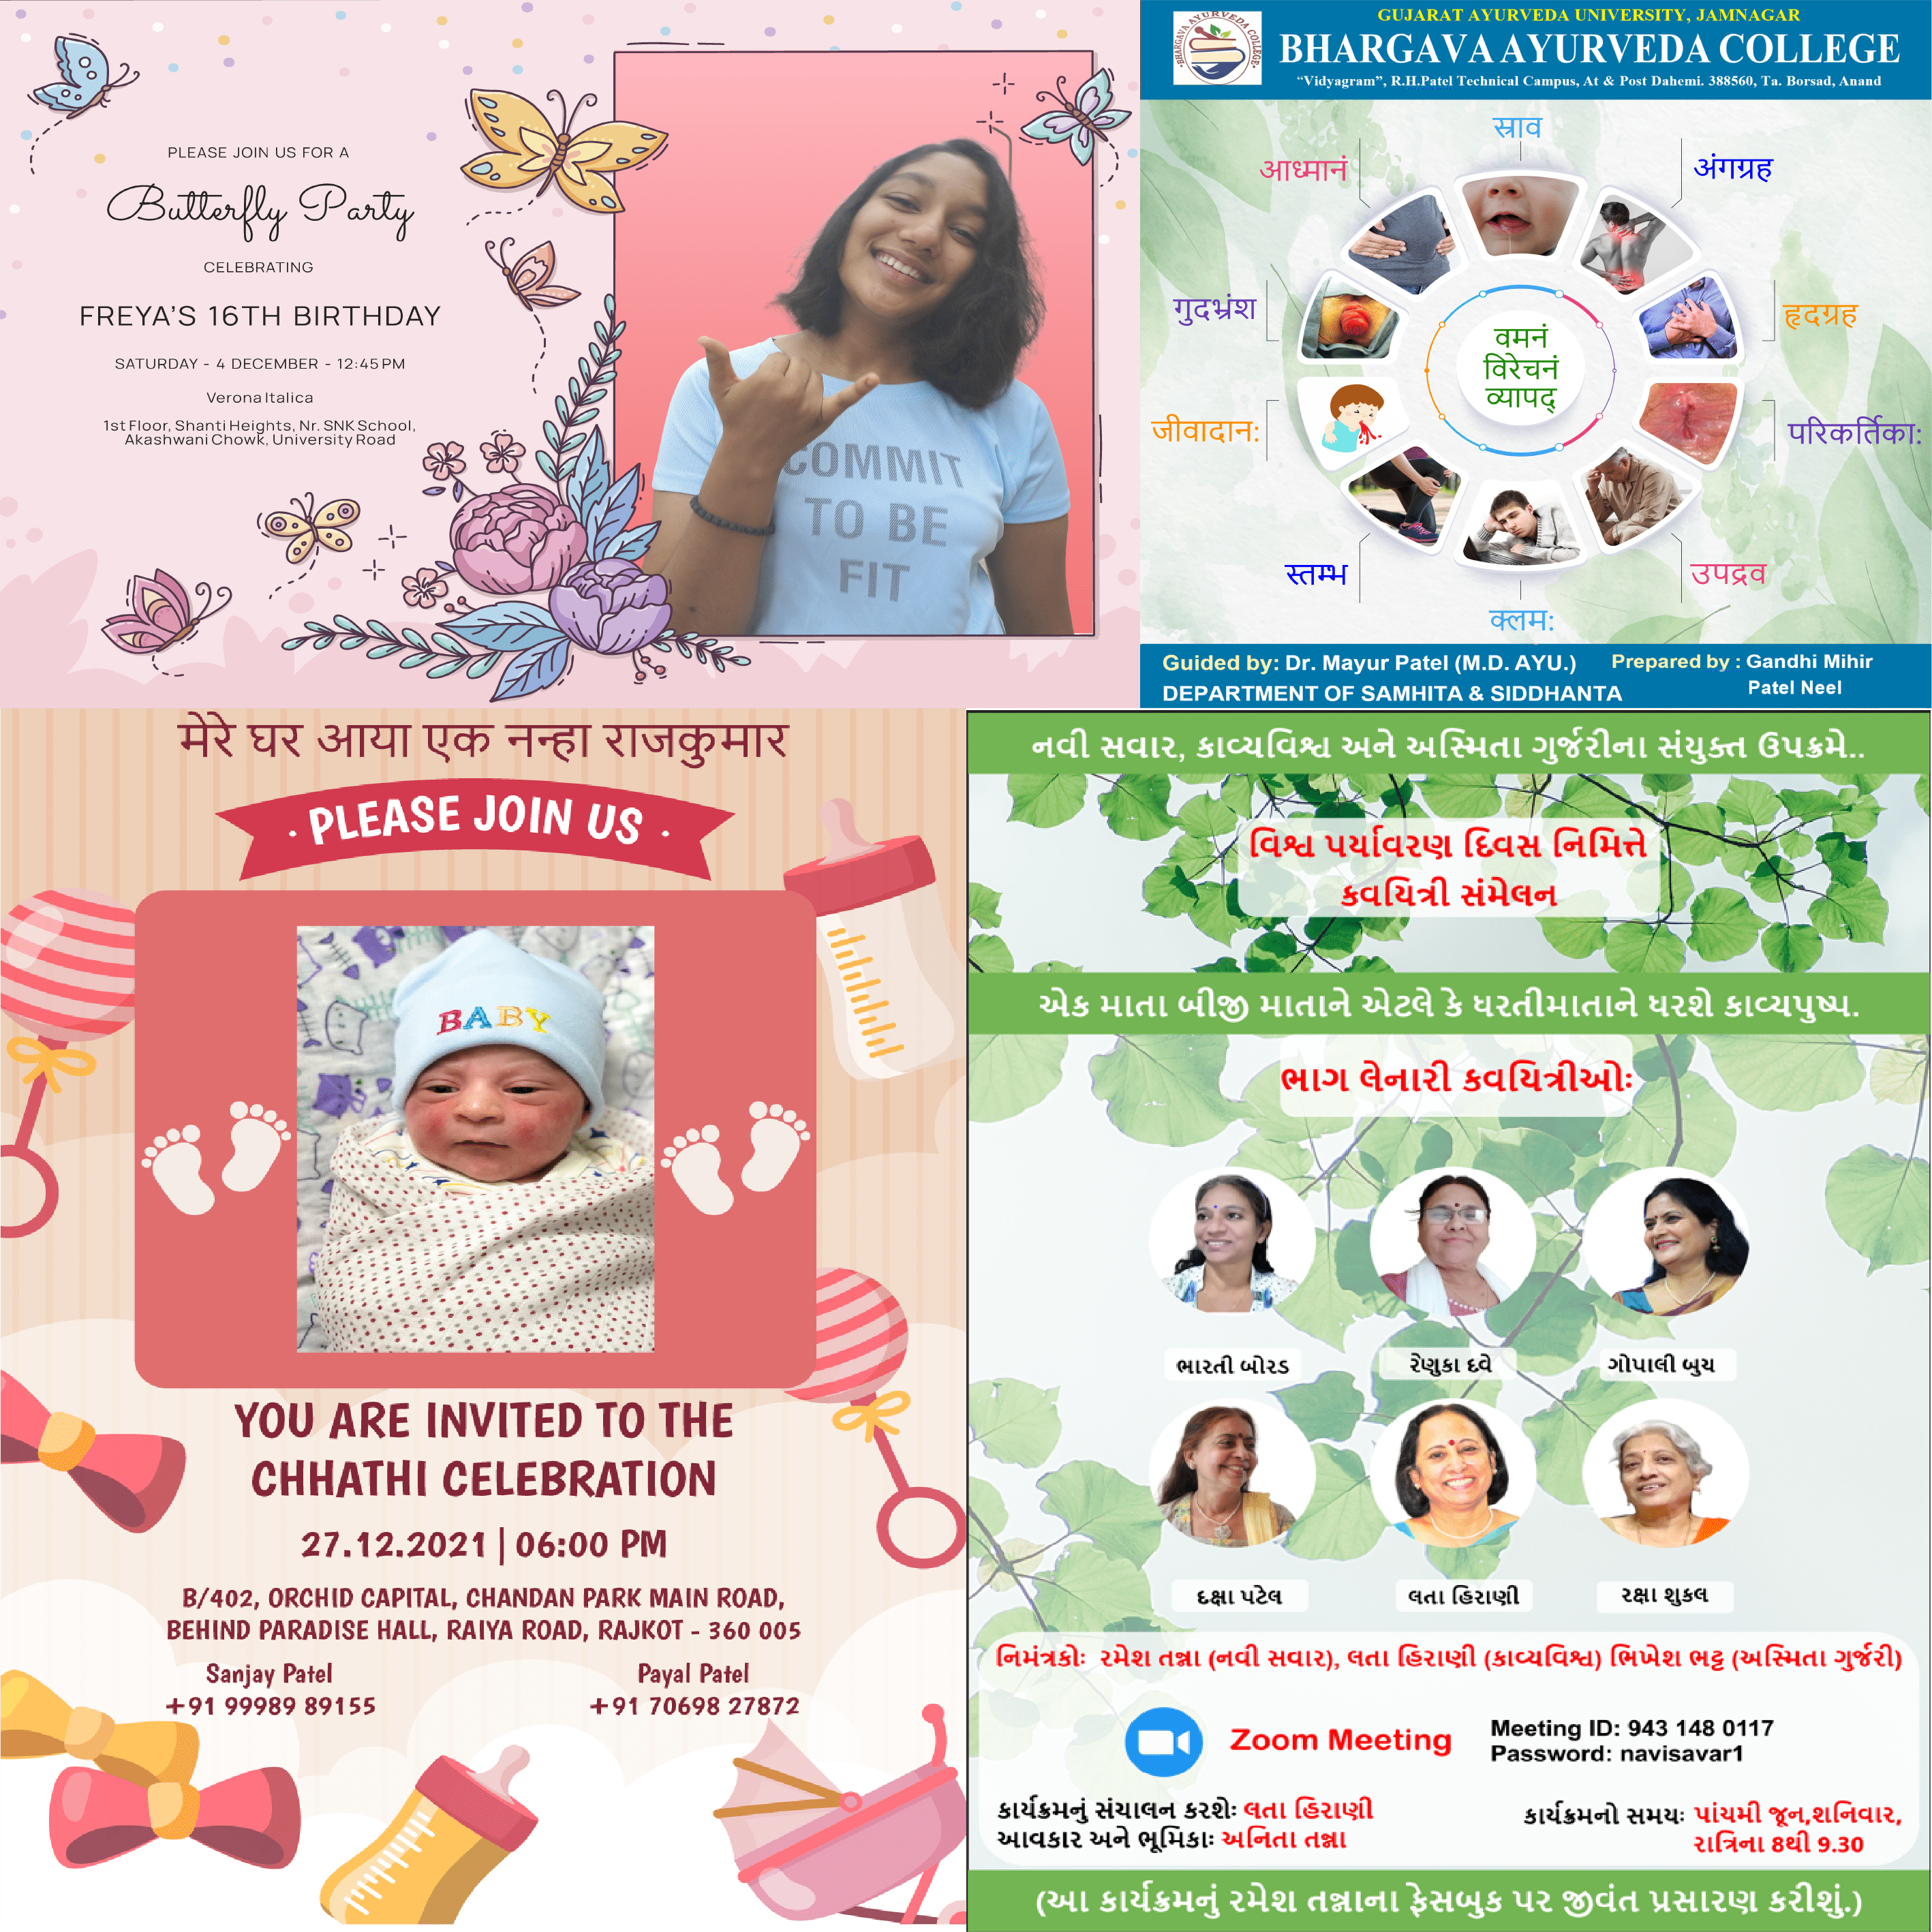 PLEASE JOIN US FOR A
Butterfly Party
CELEBRATING
FREYA'S 16TH BIRTHDAY
SATURDAY - 4 DECEMBER - 12:45 PM
Verona Italica
1st Floor, Shanti Heights, Nr. SNK School,
Akashwani Chowk, University Road
COMMIT
TO BE
FIT
BHARGAVA AYURVEDA COLLEGE
GUJARAT AYURVEDA UNIVERSITY, JAMNAGAR
BHARGAVA AYURVEDA COLLEGE
“Vidyagram”, R.H.Patel Technical Campus, At & Post Dahemi. 388560, Ta. Borsad, Anand
स्राव
आध्मानं
अंगग्रह
गुदभ्रंश
हृदग्रह
वमनं
विरेचनं
व्यापद्
जीवादान:
परिकर्तिका:
स्तम्भ
उपद्रव
क्लम:
Guided by: Dr. Mayur Patel (M.D. AYU.)
DEPARTMENT OF SAMHITA & SIDDHANTA
Prepared by : Gandhi Mihir
Patel Neel
मेरे घर आया एक नन्हा राजकुमार
· PLEASE JOIN US ·
BABY
YOU ARE INVITED TO THE
CHHATHI CELEBRATION
27.12.2021 | 06:00 PM
B/402, ORCHID CAPITAL, CHANDAN PARK MAIN ROAD,
BEHIND PARADISE HALL, RAIYA ROAD, RAJKOT - 360 005
Sanjay Patel
+91 99989 89155
Payal Patel
+91 70698 27872
નવી સવાર, કાવ્યવિશ્વ અને અસ્મિતા ગુર્જરીના સંયુક્ત ઉપક્રમે..
વિશ્વ પર્યાવરણ દિવસ નિમિત્તે
કવયિત્રી સંમેલન
એક માતા બીજી માતાને એટલે કે ધરતીમાતાને ધરશે કાવ્યપુષ્પ.
ભાગ લેનારી કવયિત્રીઓઃ
ભારતી બોરડ
રેણુકા દવે
ગોપાલી બુચ
દક્ષા પટેલ
લતા હિરાણી
રક્ષા શુકલ
નિમંત્રકોઃ રમેશ તન્ના (નવી સવાર), લતા હિરાણી (કાવ્યવિશ્વ) ભિખેશ ભટ્ટ (અસ્મિતા ગુર્જરી)
Zoom Meeting
Meeting ID: 943 148 0117
Password: navisavar1
કાર્યક્રમનું સંચાલન કરશેઃ લતા હિરાણી
આવકાર અને ભૂમિકાઃ અનિતા તન્ના
કાર્યક્રમનો સમયઃ પાંચમી જૂન,શનિવાર,
રાત્રિના 8થી 9.30
(આ કાર્યક્રમનું રમેશ તન્નાના ફેસબુક પર જીવંત પ્રસારણ કરીશું.)